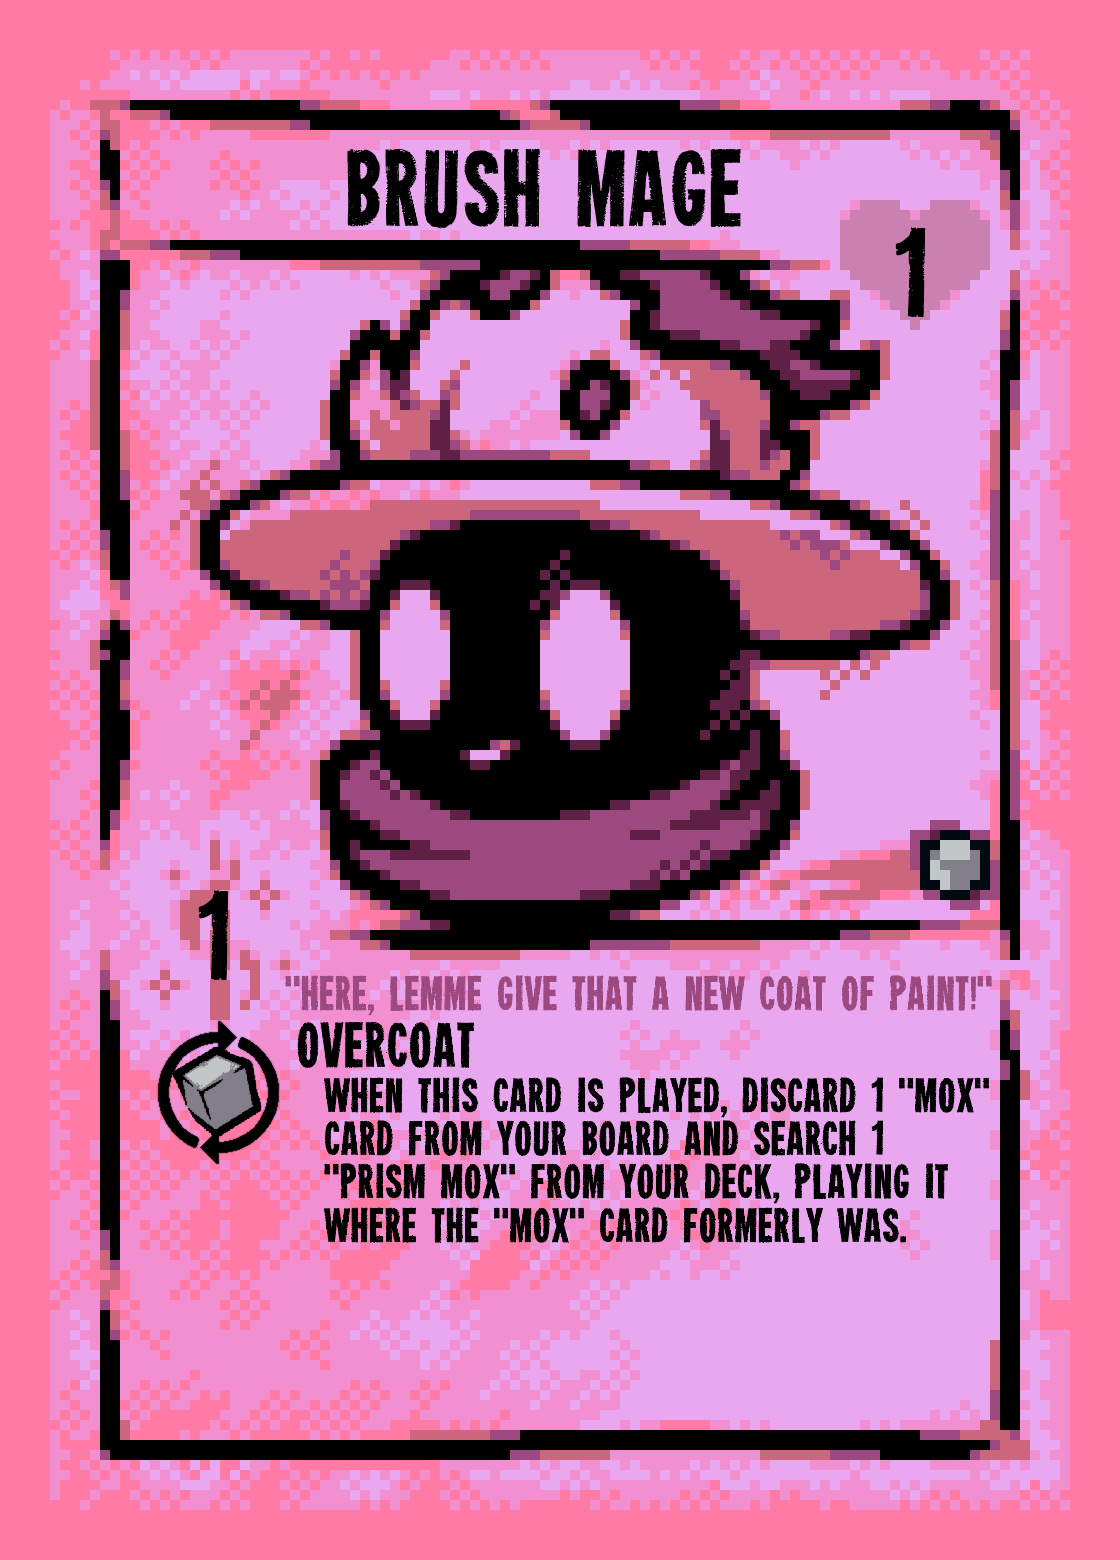 BRUSH MAGE
1
1
"HERE, LEMME GIVE THAT A NEW COAT OF PAINT!"
OVERCOAT
WHEN THIS CARD IS PLAYED, DISCARD 1 "MOX"
CARD FROM YOUR BOARD AND SEARCH 1
"PRISM MOX" FROM YOUR DECK, PLAYING IT
WHERE THE "MOX" CARD FORMERLY WAS.